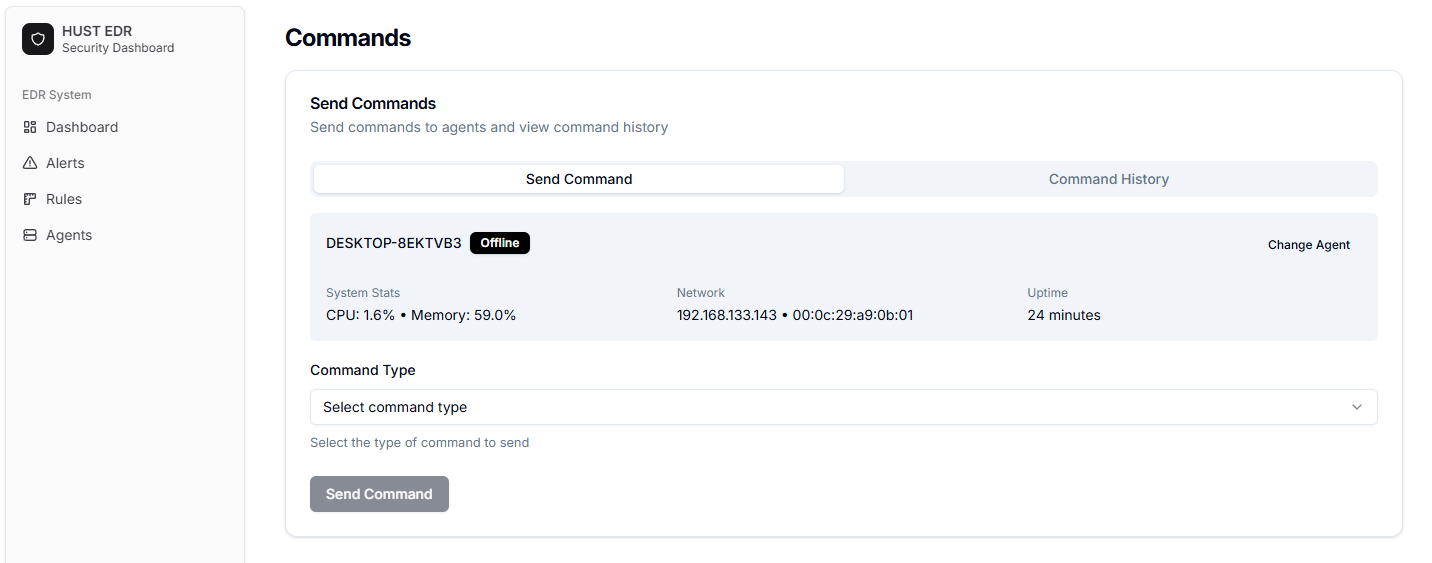 HUST EDR
Security Dashboard
EDR System
Dashboard
Alerts
Rules
Agents
Commands
Send Commands
Send commands to agents and view command history
Send Command
Command History
DESKTOP-8EKTVB3
Offline
Change Agent
System Stats
Network
Uptime
CPU: 1.6% • Memory: 59.0%
192.168.133.143 • 00:0c:29:a9:0b:01
24 minutes
Command Type
Select command type
Select the type of command to send
Send Command